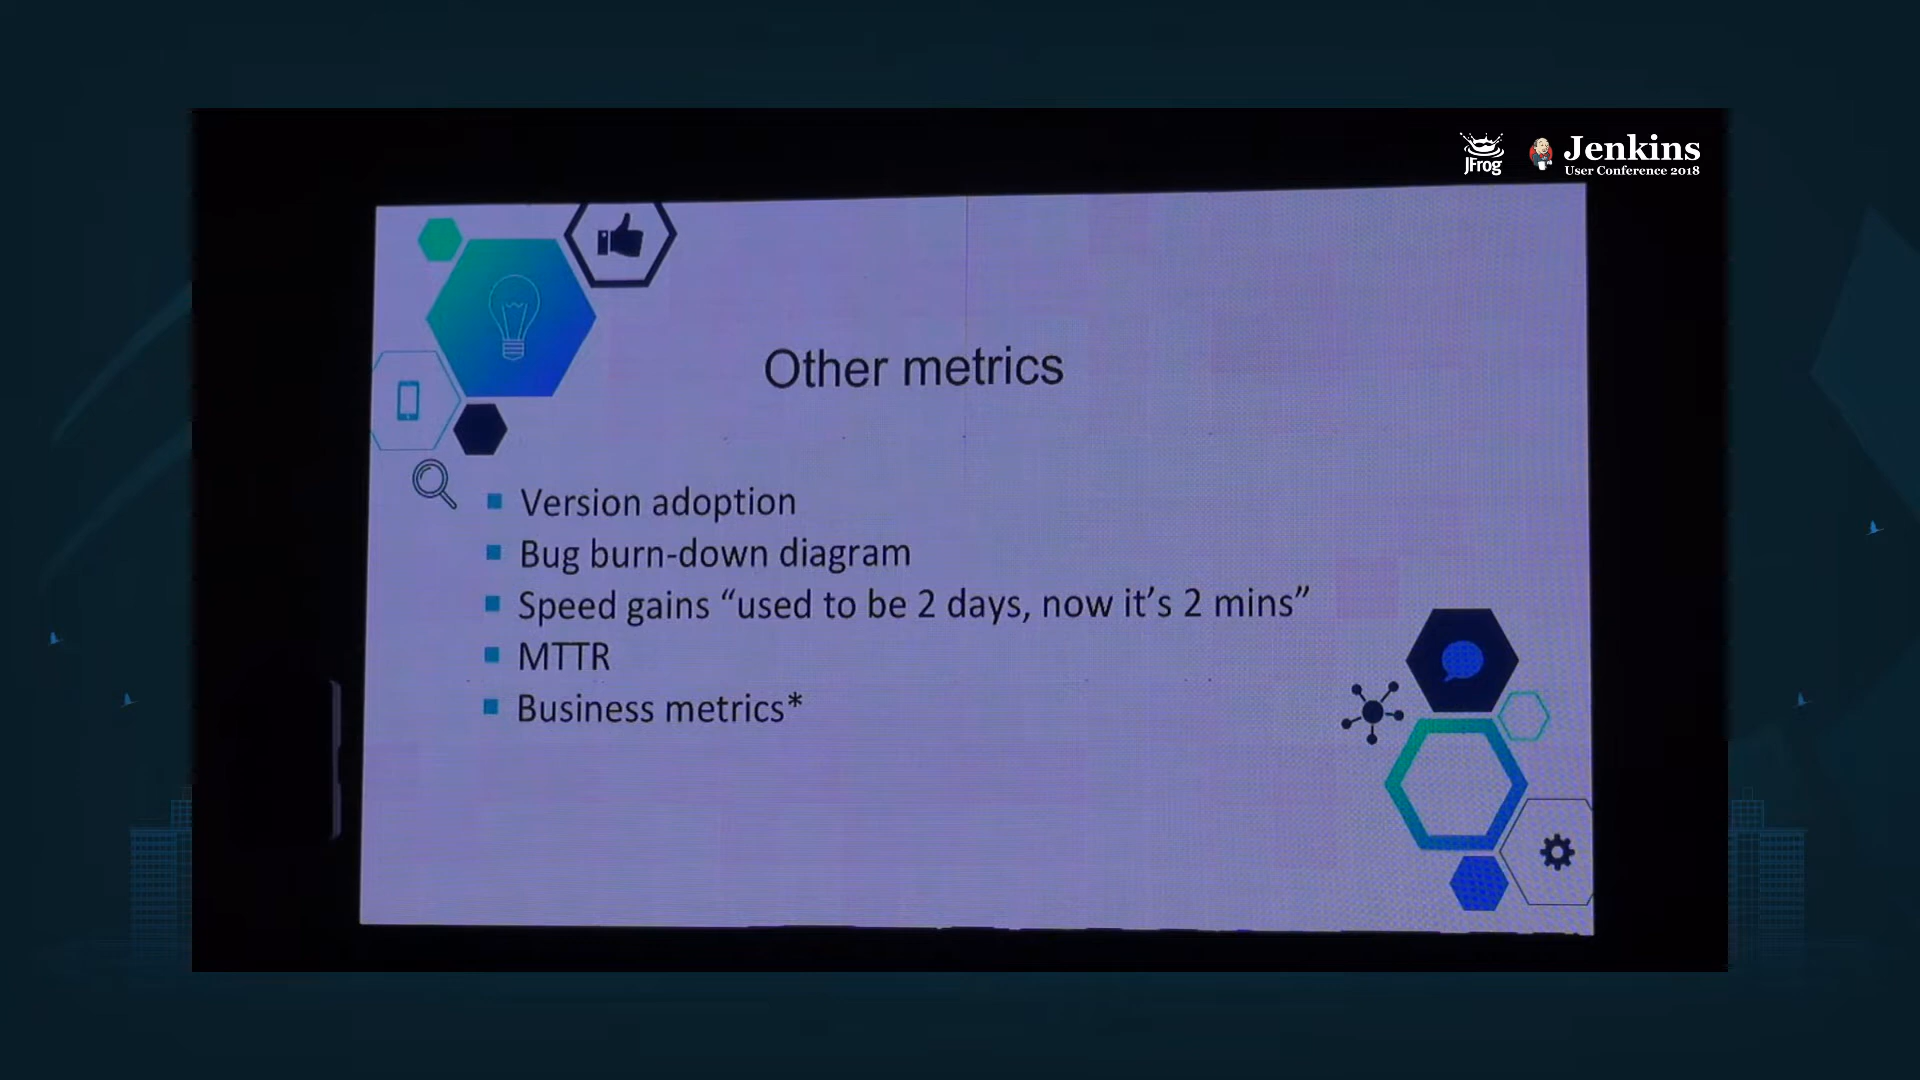 JFrog
Jenkins
User Conference 2018
Other metrics
Version adoption
Bug burn-down diagram
Speed gains “used to be 2 days, now it’s 2 mins”
MTTR
Business metrics*